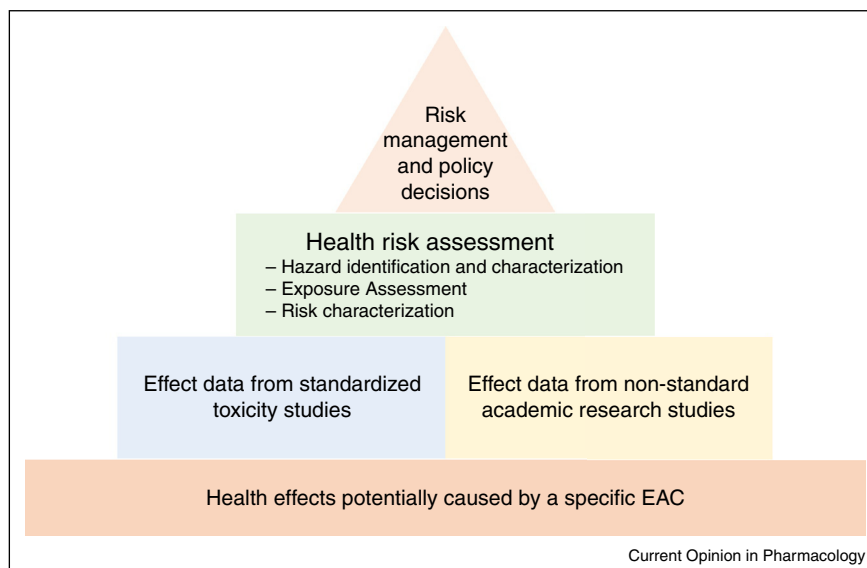 Risk
management
and policy
decisions
Health risk assessment
– Hazard identification and characterization
– Exposure Assessment
– Risk characterization
Effect data from standardized
toxicity studies
Effect data from non-standard
academic research studies
Health effects potentially caused by a specific EAC
Current Opinion in Pharmacology